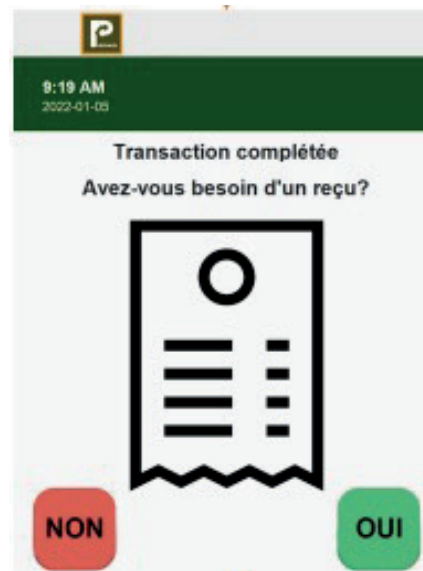 P
9:19 AM
2022-01-05
Transaction complétée
Avez-vous besoin d'un reçu?
NON
OUI